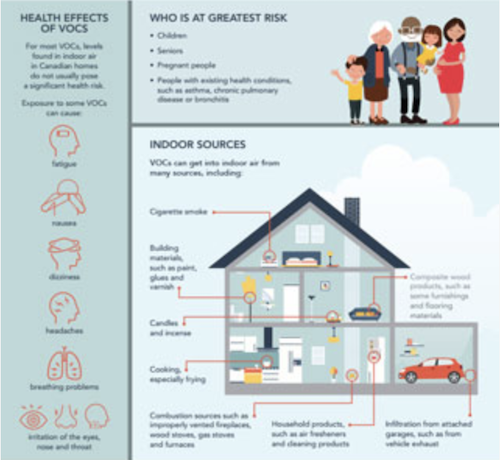 HEALTH EFFECTS
OF VOCS
For most VOCs, levels
found in indoor air
in Canadian homes
do not usually pose
a significant health risk.
Exposure to some VOCs
can cause:
fatigue
nausea
dizziness
headaches
breathing problems
irritation of the eyes,
nose and throat
WHO IS AT GREATEST RISK
• Children
• Seniors
• Pregnant people
• People with existing health conditions,
such as asthma, chronic pulmonary
disease or bronchitis
INDOOR SOURCES
VOCs can get into indoor air from
many sources, including:
Cigarette smoke
Building
materials,
such as paint,
glues and
varnish
Composite wood
products, such as
some furnishings
and flooring
materials
Candles
and incense
Cooking,
especially frying
Combustion sources such as
improperly vented fireplaces,
wood stoves, gas stoves
and furnaces
Household products,
such as air fresheners
and cleaning products
Infiltration from attached
garages, such as from
vehicle exhaust